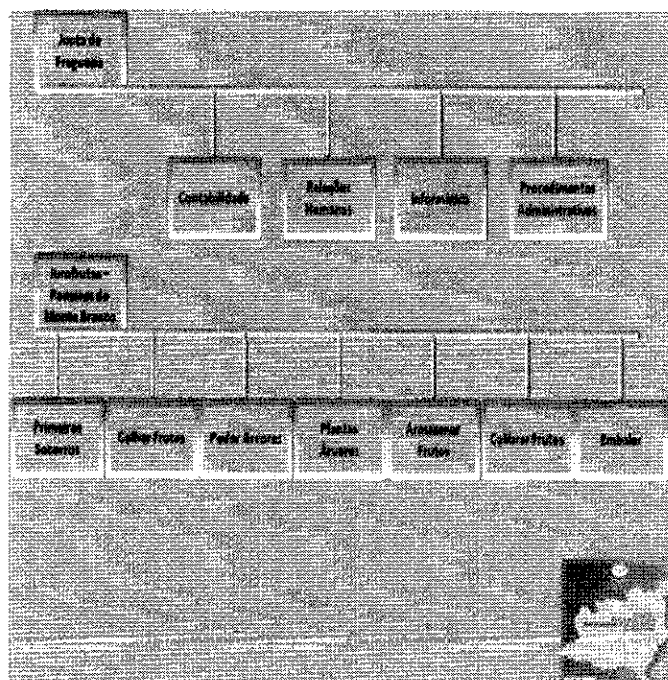 Junta de
Freguesia
Contabilidade
Relações
Humanas
Informática
Procedimentos
Administrativos
Pomares do
Monte Branco
Primeiros
Socorros
Colher Frutos
Podar Árvores
Plantar
Árvores
Armazenar
Frutos
Calibrar Frutos
Embalar